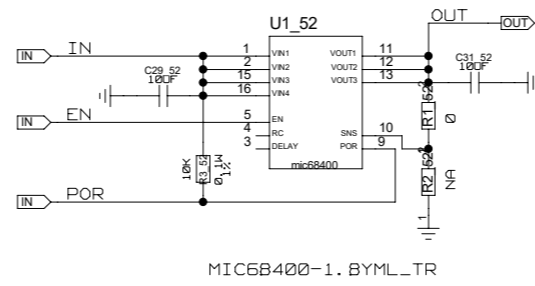 OUT
OUT
U1_52
IN IN
1 VIN1 VOUT1 11
2 VIN2 VOUT2 12
15 VIN3 VOUT3 13
16 VIN4
C29_52
10UF
C31_52
10UF
IN EN
5 EN
4 RC SNS 10
3 DELAY POR 9
mic68400
R1_52 0
10K R3_52 0.1W 1%
R2_52 NA
IN POR
1
MIC68400-1.BYML_TR